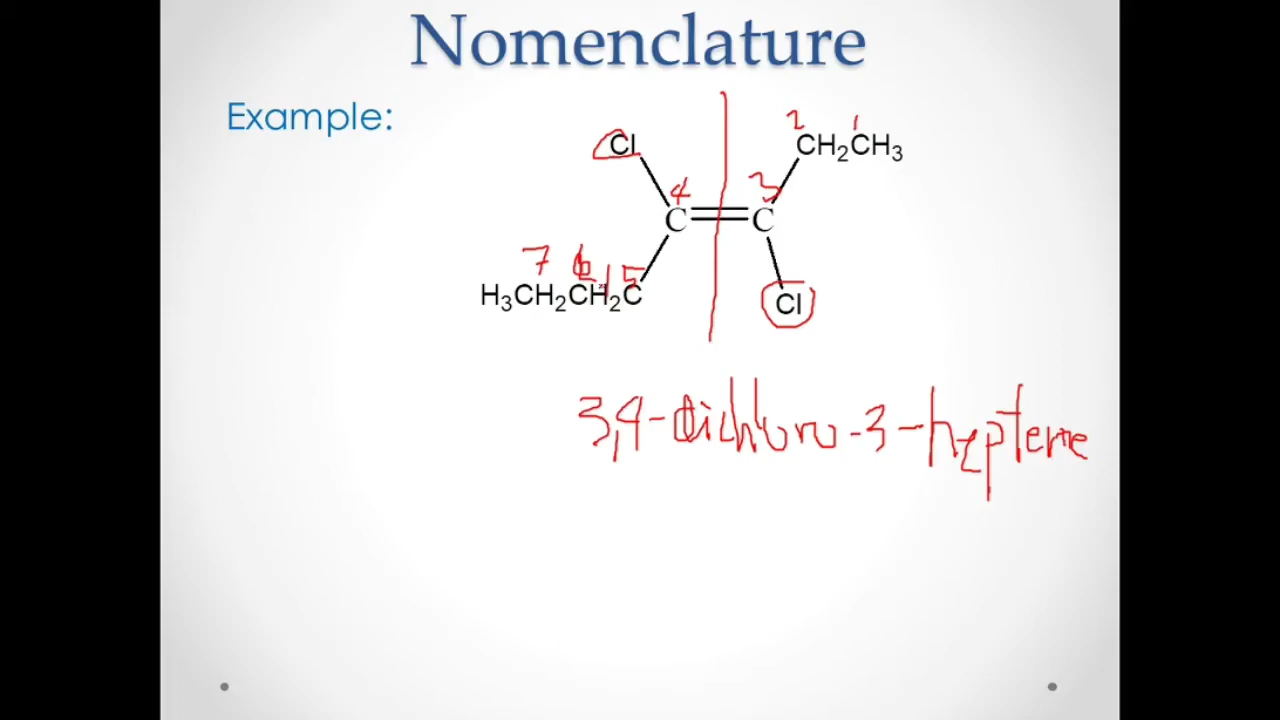 Nomenclature
Example:
2 1
Cl CH2CH3
4 3
C C
7 6 5
H3CH2CH2C Cl
3,4-dichloro-3-heptene